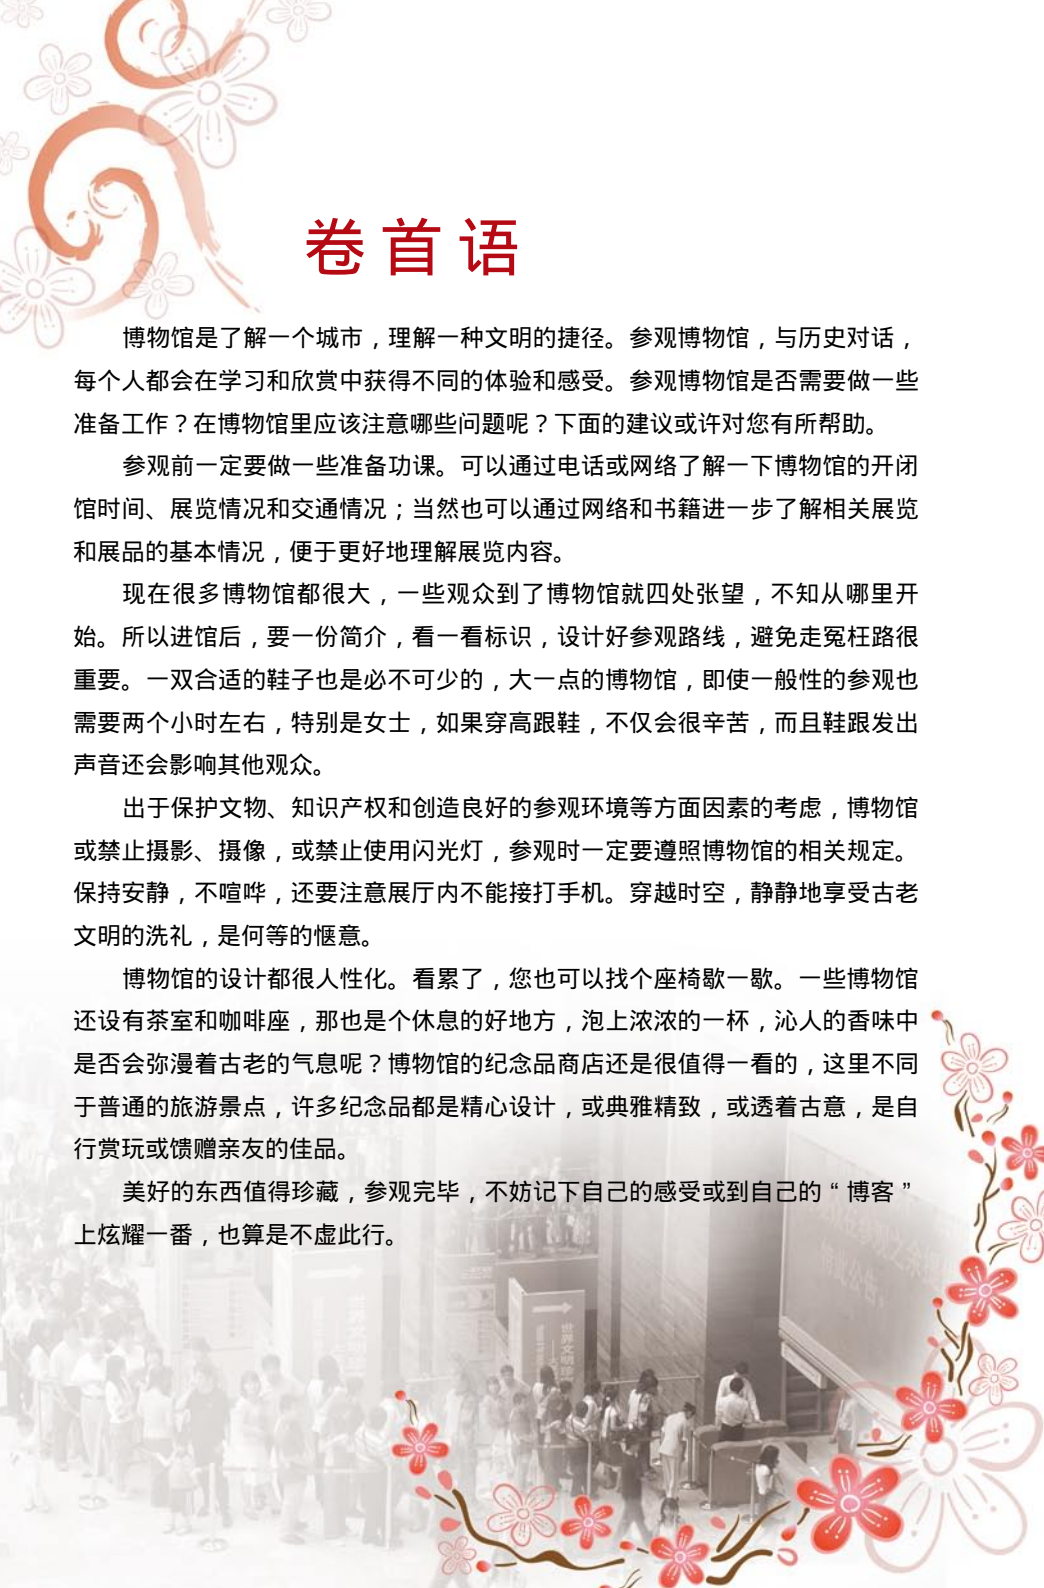 卷首语
博物馆是了解一个城市，理解一种文明的捷径。参观博物馆，与历史对话，
每个人都会在学习和欣赏中获得不同的体验和感受。参观博物馆是否需要做一些
准备工作？在博物馆里应该注意哪些问题呢？下面的建议或许对您有所帮助。
参观前一定要做一些准备功课。可以通过电话或网络了解一下博物馆的开闭
馆时间、展览情况和交通情况；当然也可以通过网络和书籍进一步了解相关展览
和展品的基本情况，便于更好地理解展览内容。
现在很多博物馆都很大，一些观众到了博物馆就四处张望，不知从哪里开
始。所以进馆后，要一份简介，看一看标识，设计好参观路线，避免走冤枉路很
重要。一双合适的鞋子也是必不可少的，大一点的博物馆，即使一般性的参观也
需要两个小时左右，特别是女士，如果穿高跟鞋，不仅会很辛苦，而且鞋跟发出
声音还会影响其他观众。
出于保护文物、知识产权和创造良好的参观环境等方面因素的考虑，博物馆
或禁止摄影、摄像，或禁止使用闪光灯，参观时一定要遵照博物馆的相关规定。
保持安静，不喧哗，还要注意展厅内不能接打手机。穿越时空，静静地享受古老
文明的洗礼，是何等的惬意。
博物馆的设计都很人性化。看累了，您也可以找个座椅歇一歇。一些博物馆
还设有茶室和咖啡座，那也是个休息的好地方，泡上浓浓的一杯，沁人的香味中
是否会弥漫着古老的气息呢？博物馆的纪念品商店还是很值得一看的，这里不同
于普通的旅游景点，许多纪念品都是精心设计，或典雅精致，或透着古意，是自
行赏玩或馈赠亲友的佳品。
美好的东西值得珍藏，参观完毕，不妨记下自己的感受或到自己的“博客”
上炫耀一番，也算是不虚此行。
世界文明